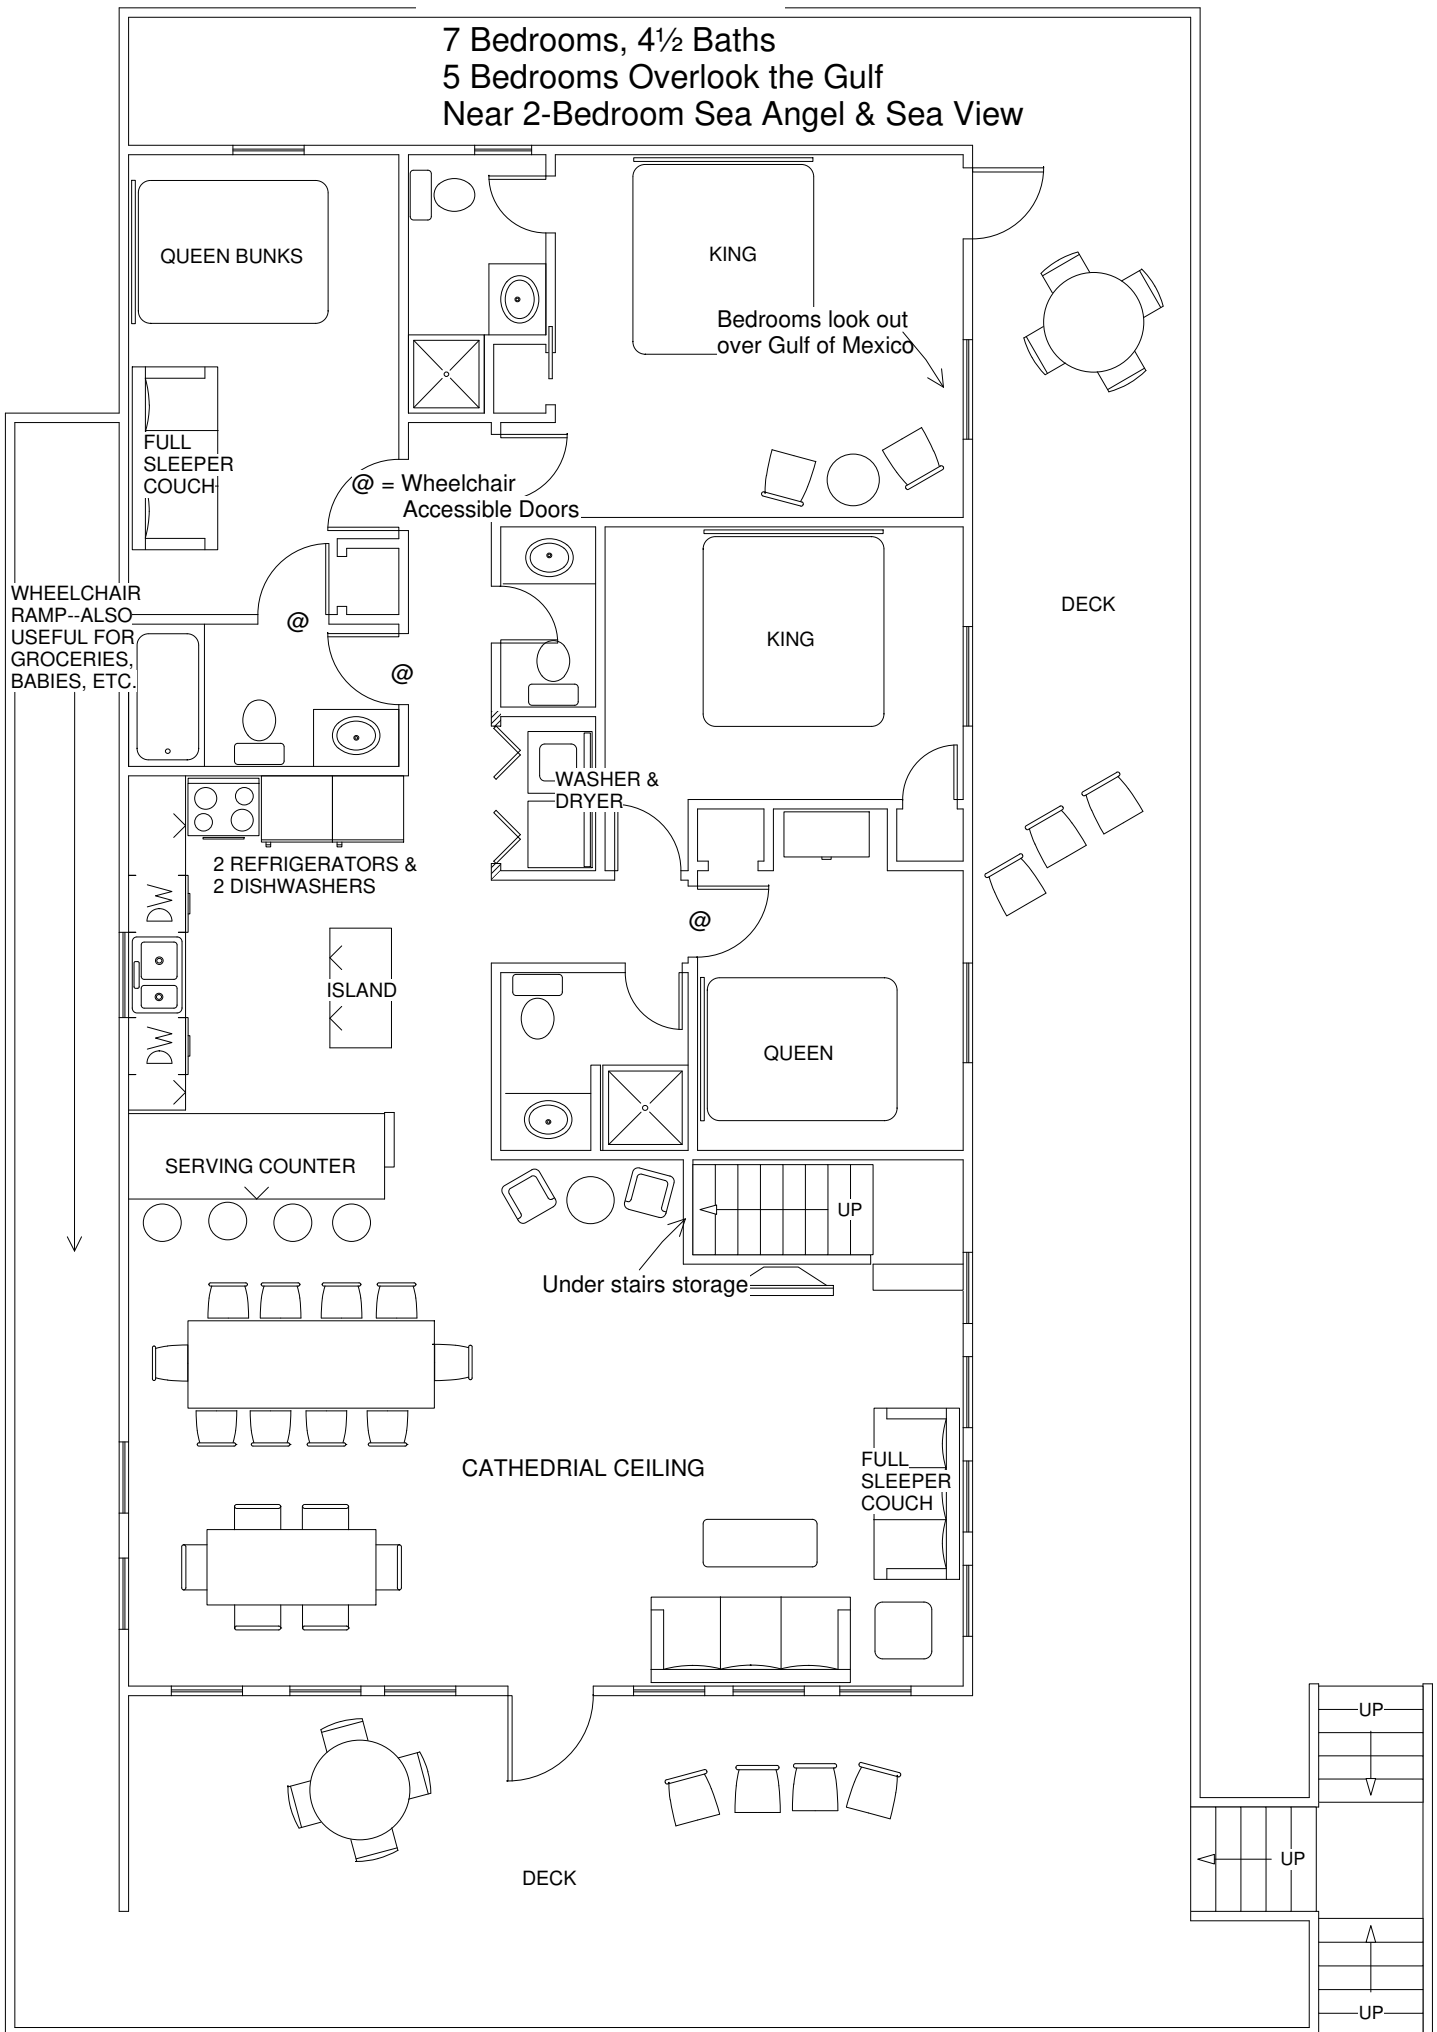 7 Bedrooms, 4½ Baths
5 Bedrooms Overlook the Gulf
Near 2-Bedroom Sea Angel & Sea View
QUEEN BUNKS
KING
Bedrooms look out
over Gulf of Mexico
FULL
SLEEPER
COUCH
@ = Wheelchair
Accessible Doors
WHEELCHAIR
RAMP--ALSO
USEFUL FOR
GROCERIES,
BABIES, ETC.
@
@
KING
DECK
WASHER &
DRYER
2 REFRIGERATORS &
2 DISHWASHERS
DW
@
ISLAND
DW
QUEEN
SERVING COUNTER
UP
Under stairs storage
CATHEDRIAL CEILING
FULL
SLEEPER
COUCH
UP
UP
DECK
UP